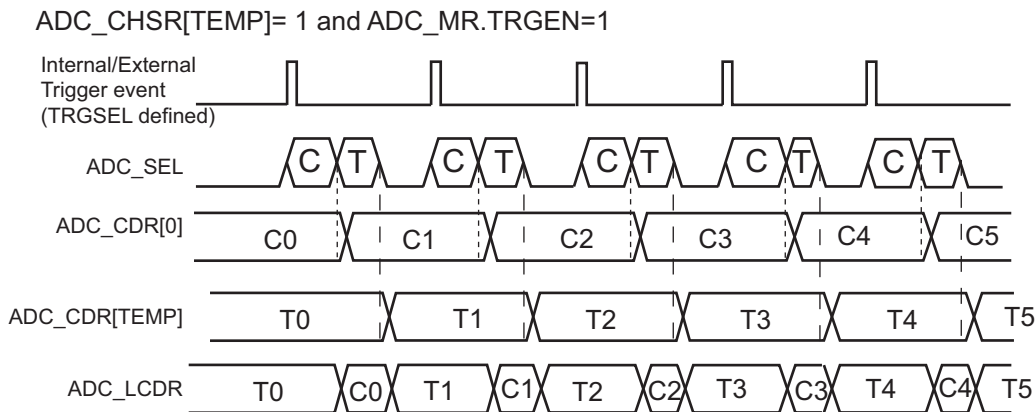 ADC_CHSR[TEMP]= 1 and ADC_MR.TRGEN=1
Internal/External
Trigger event
(TRGSEL defined)
ADC_SEL C T C T C T C T C T
ADC_CDR[0] C0 C1 C2 C3 C4 C5
ADC_CDR[TEMP] T0 T1 T2 T3 T4 T5
ADC_LCDR T0 C0 T1 C1 T2 C2 T3 C3 T4 C4 T5